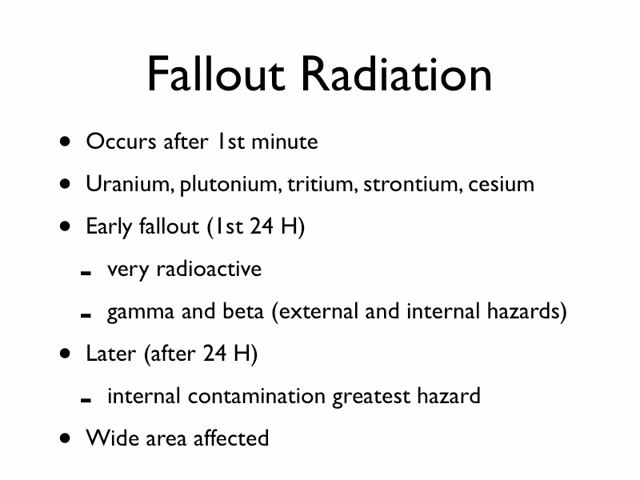 Fallout Radiation
• Occurs after 1st minute
• Uranium, plutonium, tritium, strontium, cesium
• Early fallout (1st 24 H)
- very radioactive
- gamma and beta (external and internal hazards)
• Later (after 24 H)
- internal contamination greatest hazard
• Wide area affected